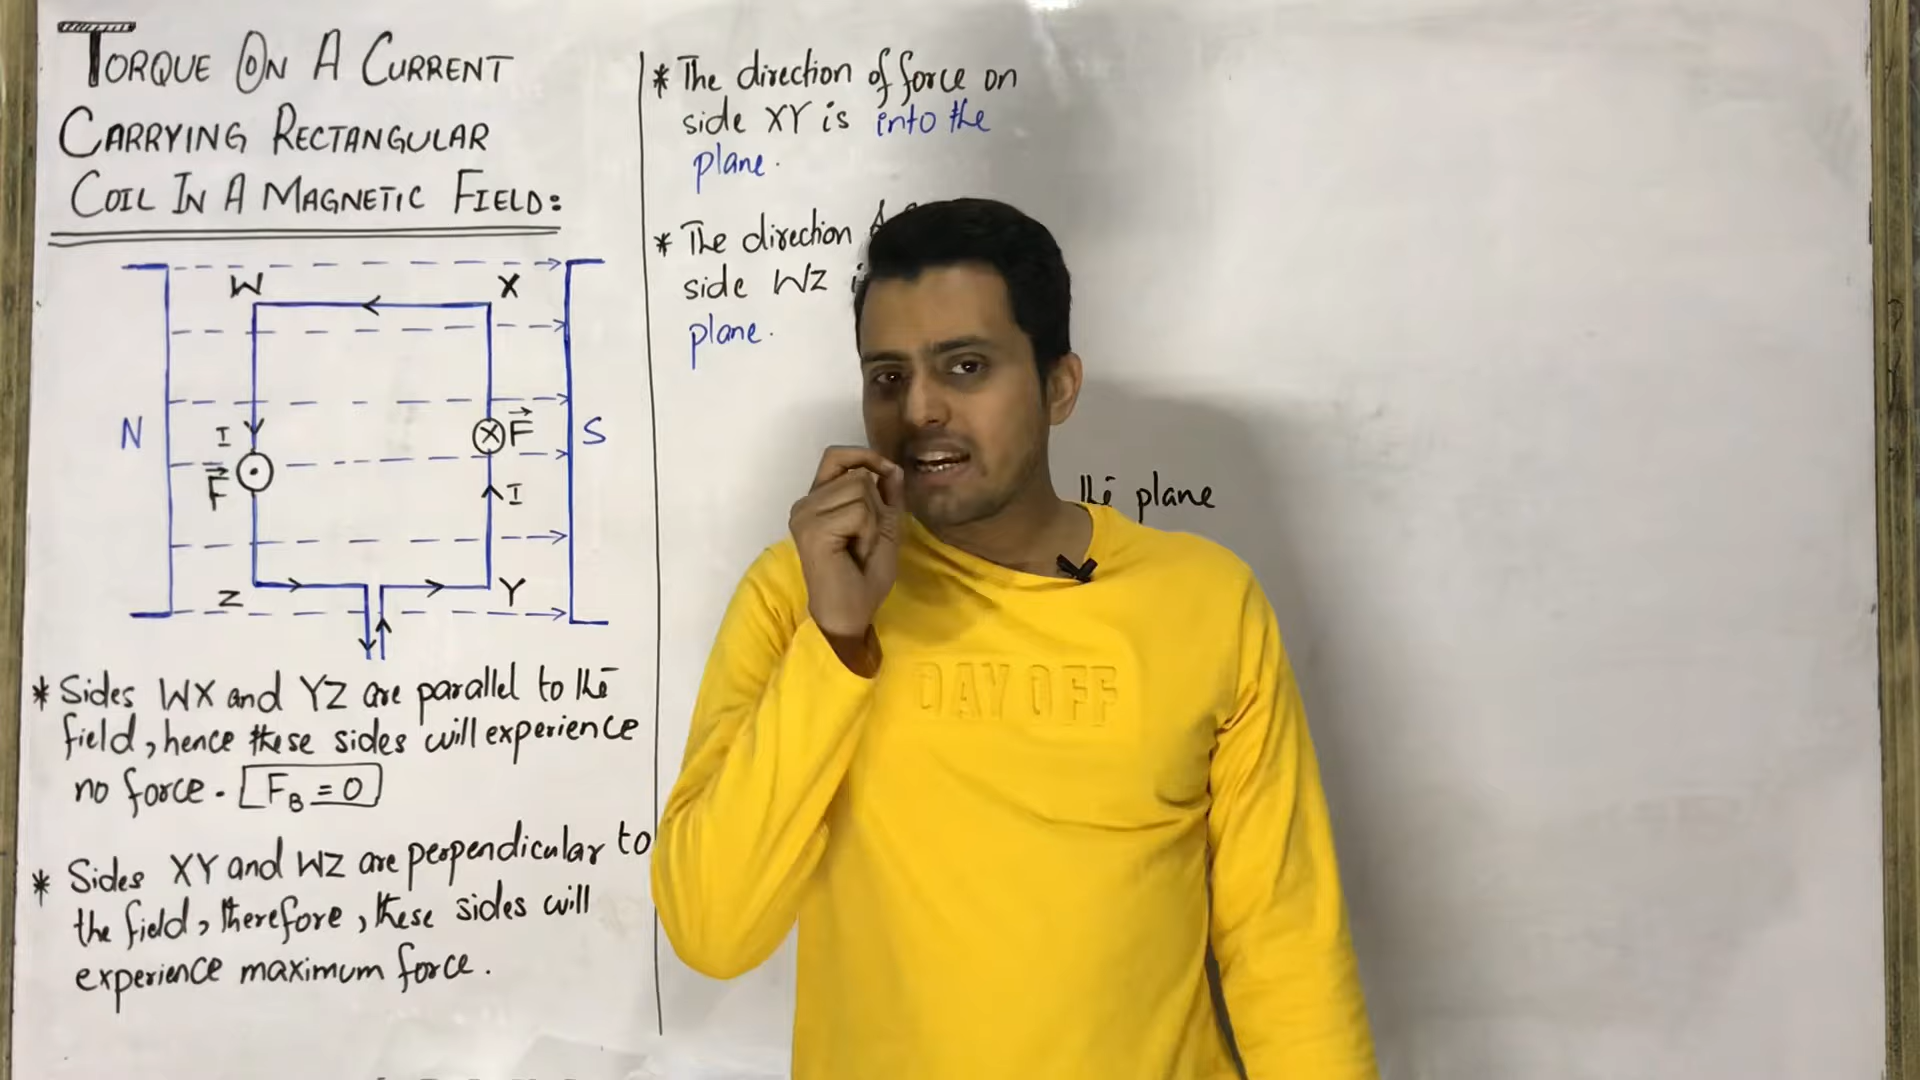 TORQUE ON A CURRENT
CARRYING RECTANGULAR
COIL IN A MAGNETIC FIELD:
W X
N I F S
F I
Z Y
* Sides WX and YZ are parallel to the
field, hence these sides will experience
no force. F_B = 0
* Sides XY and WZ are perpendicular to
the field, therefore, these sides will
experience maximum force.
* The direction of force on
side XY is into the
plane.
* The direction
side WZ
plane.
the plane
DAY OFF